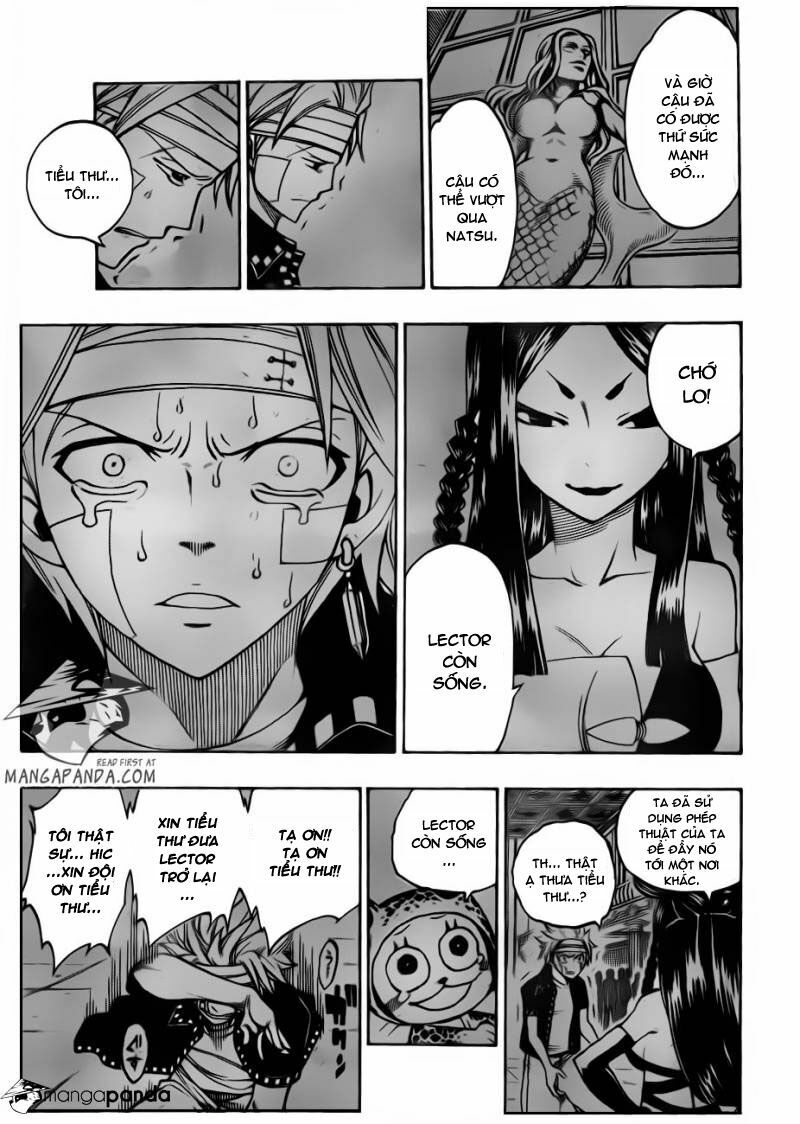 VÀ GIỜ
CẬU ĐÃ
CÓ ĐƯỢC
THỨ SỨC
MẠNH
ĐÓ...
CẬU CÓ
THỂ VƯỢT
QUA
NATSU.
TIỂU THƯ...
TÔI...
CHỚ
LO!
LECTOR
CÒN
SỐNG.
READ FIRST AT
MANGAPANDA.COM
TA ĐÃ SỬ
DỤNG PHÉP
THUẬT CỦA TA
ĐỂ ĐẨY NÓ
TỚI MỘT NƠI
KHÁC.
TH... THẬT
Ạ THƯA TIỂU
THƯ...?
LECTOR
CÒN SỐNG
...
TẠ ƠN!!
TẠ ƠN
TIỂU THƯ!!
XIN TIỂU
THƯ ĐƯA
LECTOR
TRỞ LẠI
...
TÔI THẬT
SỰ... HIC
...XIN ĐỘI
ƠN TIỂU
THƯ...
mangapanda